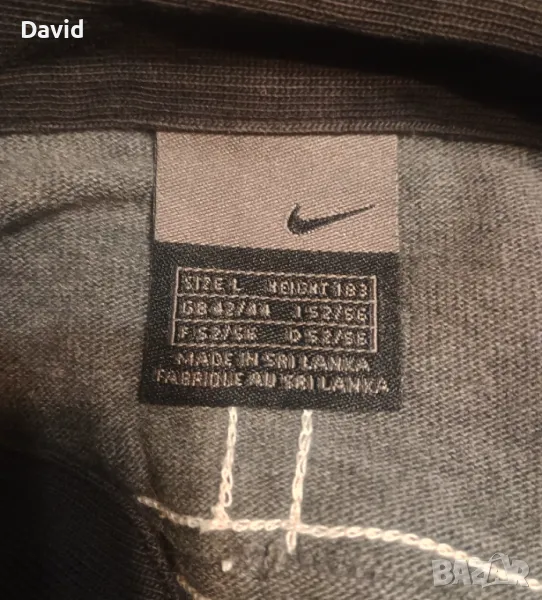 David
SIZE L HEIGHT 183
GB 42/44 I 52/56
F 52/56 D 52/56
MADE IN SRI LANKA
FABRIQUE AU SRI LANKA
BAZAR